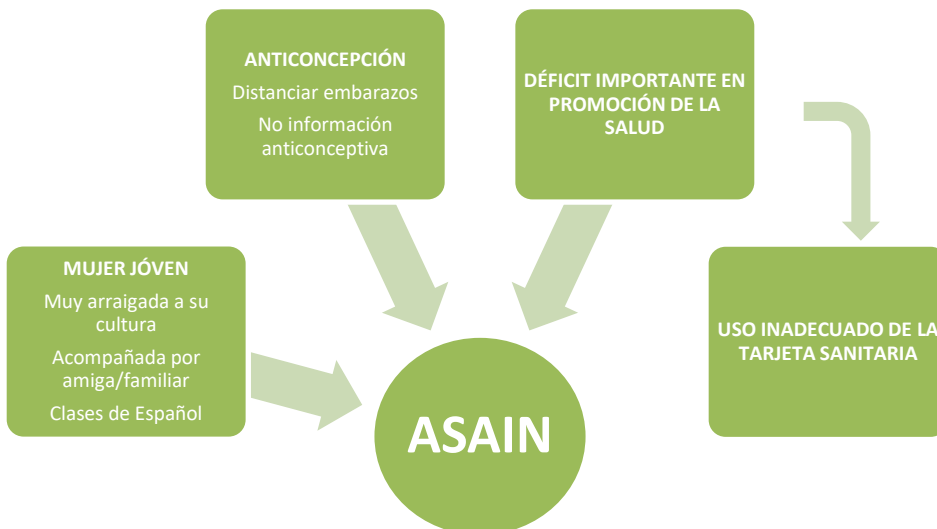 ANTICONCEPCIÓN
Distanciar embarazos
No información
anticonceptiva
DÉFICIT IMPORTANTE EN
PROMOCIÓN DE LA
SALUD
MUJER JÓVEN
Muy arraigada a su
cultura
Acompañada por
amiga/familiar
Clases de Español
USO INADECUADO DE LA
TARJETA SANITARIA
ASAIN